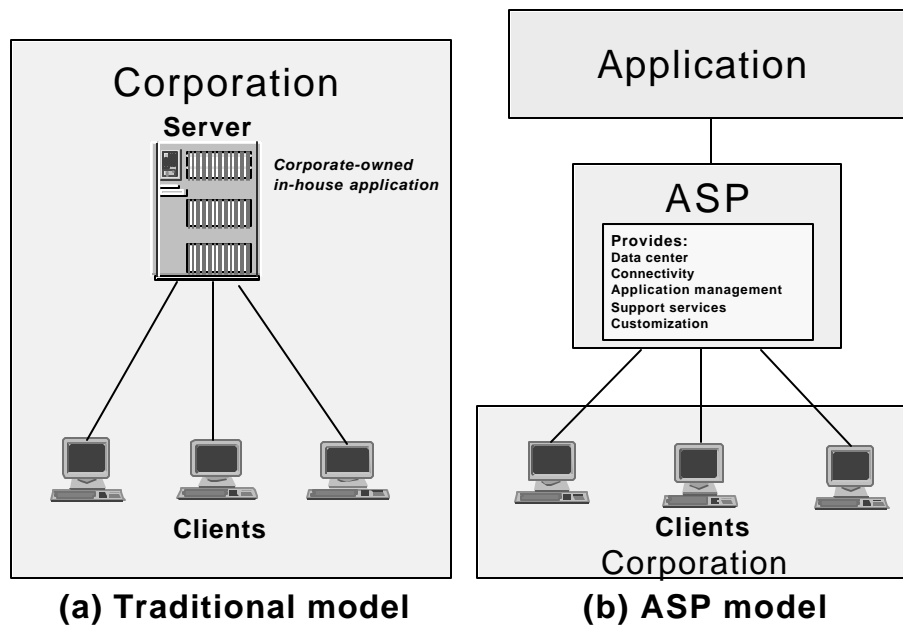 Corporation
Server
Corporate-owned
in-house application
Clients
(a) Traditional model
Application
ASP
Provides:
Data center
Connectivity
Application management
Support services
Customization
Clients
Corporation
(b) ASP model